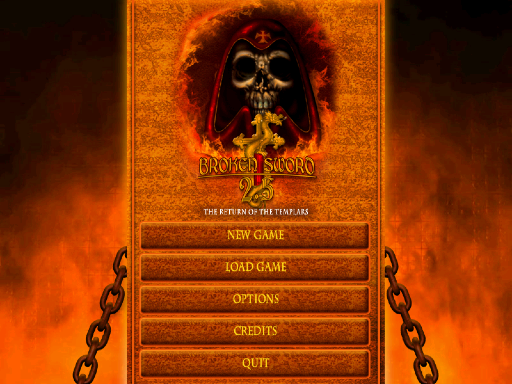 BROKEN SWORD
2.5
THE RETURN OF THE TEMPLARS
NEW GAME
LOAD GAME
OPTIONS
CREDITS
QUIT